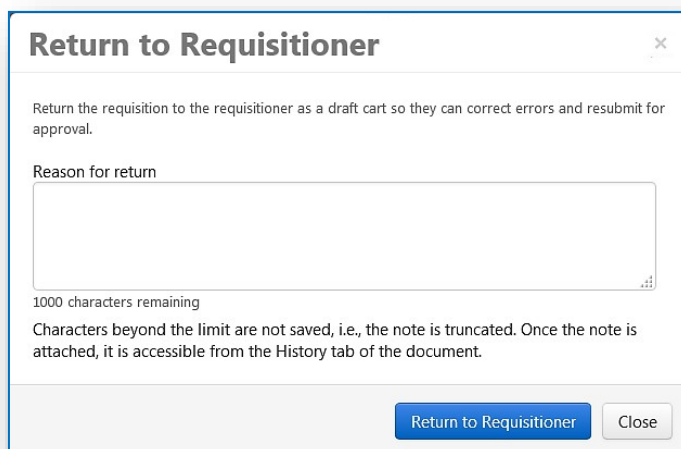 Return to Requisitioner
×
Return the requisition to the requisitioner as a draft cart so they can correct errors and resubmit for
approval.
Reason for return
1000 characters remaining
Characters beyond the limit are not saved, i.e., the note is truncated. Once the note is
attached, it is accessible from the History tab of the document.
Return to Requisitioner Close